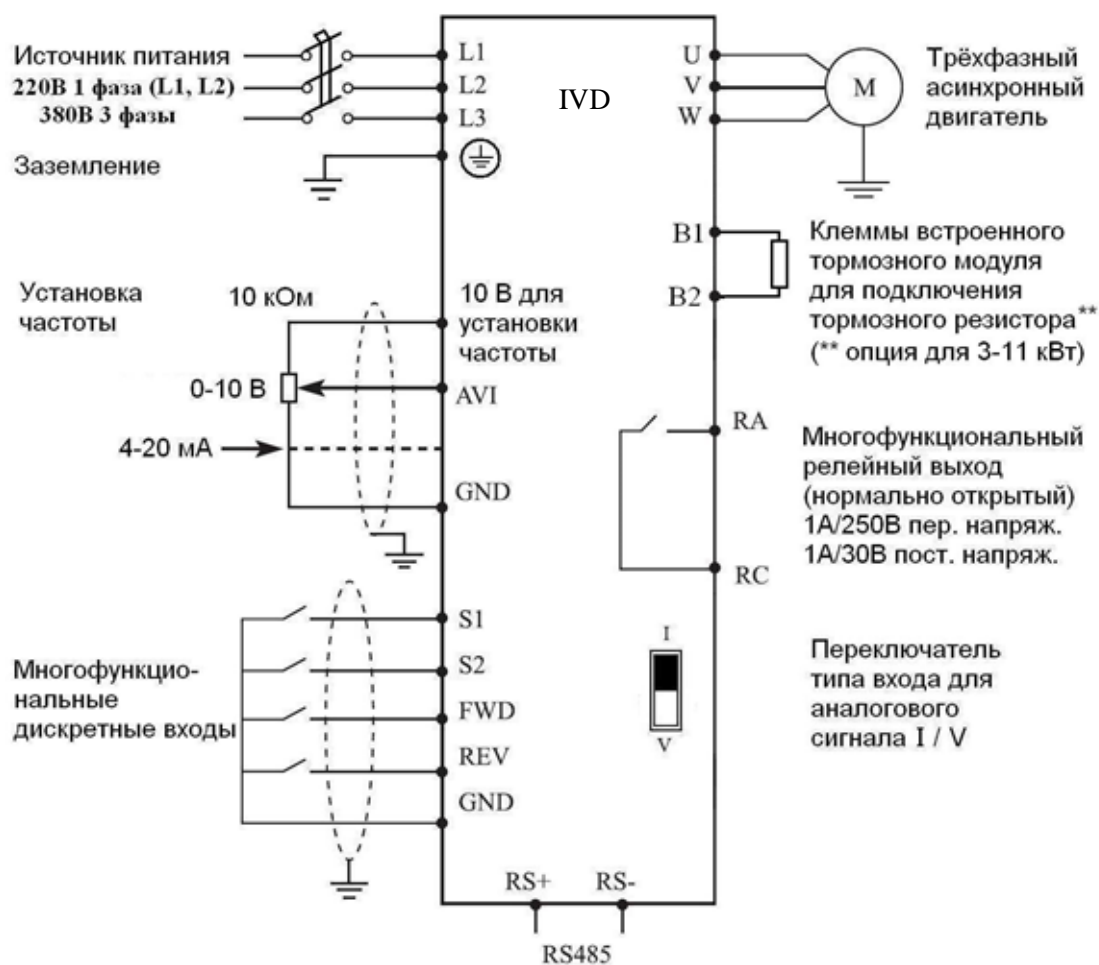 Источник питания
220В 1 фаза (L1, L2)
380В 3 фазы
Заземление
L1
L2
L3
IVD
U
V
W
M
Трёхфазный
асинхронный
двигатель
B1
B2
Клеммы встроенного
тормозного модуля
для подключения
тормозного резистора**
(** опция для 3-11 кВт)
Установка
частоты
10 кОм
0-10 В
4-20 мА
10 В для
установки
частоты
AVI
GND
RA
RC
Многофункциональный
релейный выход
(нормально открытый)
1А/250В пер. напряж.
1А/30В пост. напряж.
Многофункцио-
нальные
дискретные входы
S1
S2
FWD
REV
GND
I
V
Переключатель
типа входа для
аналогового
сигнала I / V
RS+
RS-
RS485